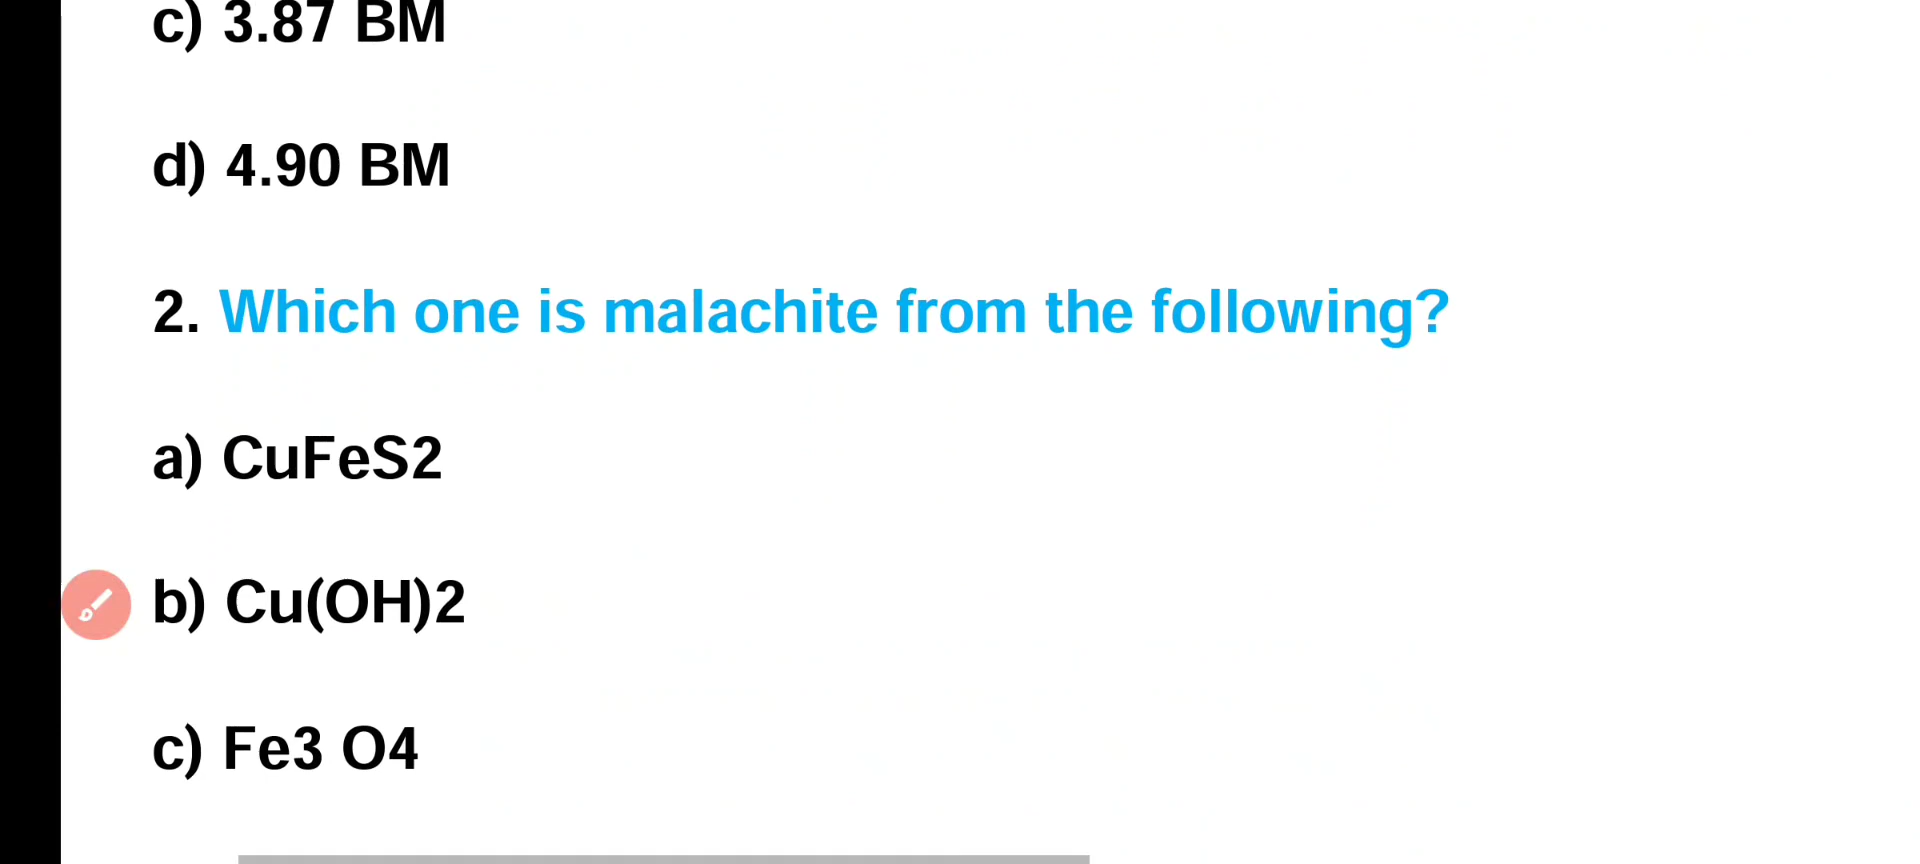 c) 3.87 BM
d) 4.90 BM
2. Which one is malachite from the following?
a) CuFeS2
b) Cu(OH)2
c) Fe3 O4